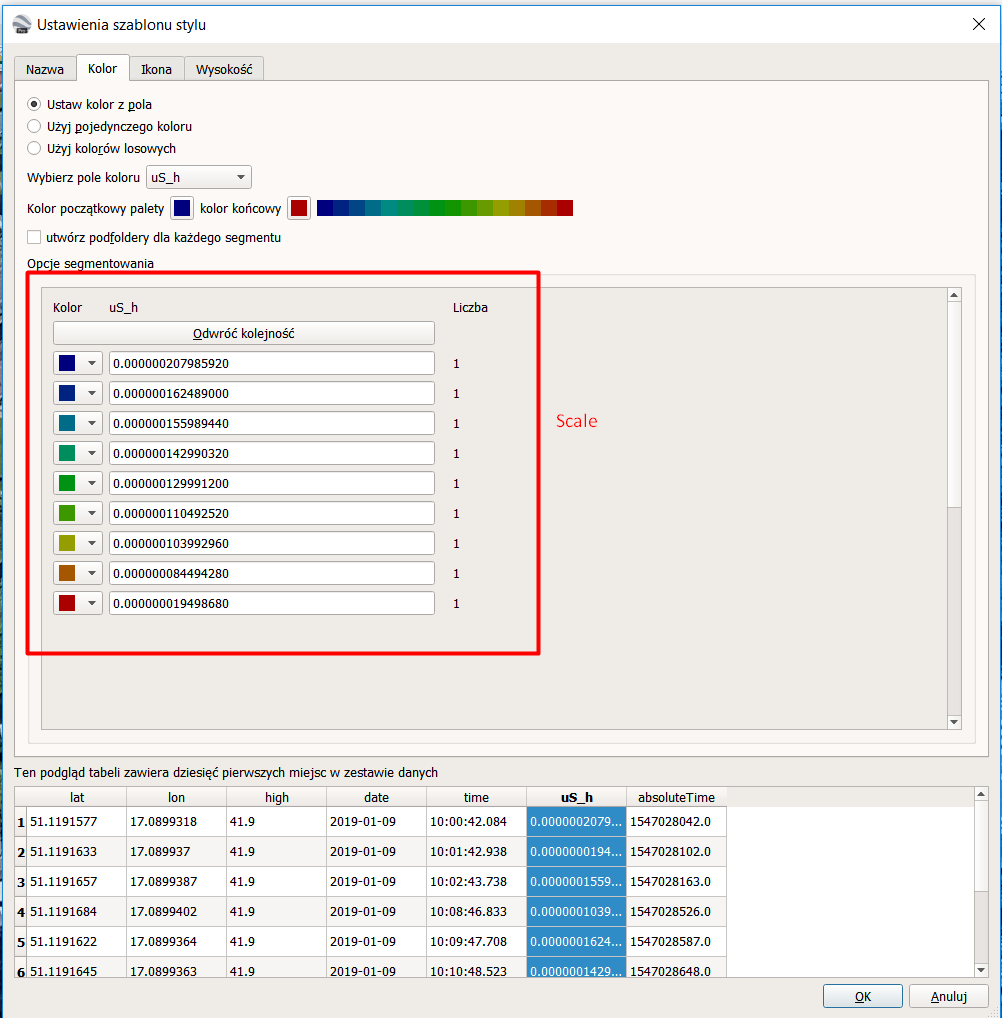 Ustawienia szablonu stylu
Nazwa Kolor Ikona Wysokość
Ustaw kolor z pola
Użyj pojedynczego koloru
Użyj kolorów losowych
Wybierz pole koloru uS_h
Kolor początkowy palety kolor końcowy
utwórz podfoldery dla każdego segmentu
Opcje segmentowania
Kolor uS_h Liczba
Odwróć kolejność
0.000000207985920 1
0.000000162489000 1
0.000000155989440 1
Scale
0.000000142990320 1
0.000000129991200 1
0.000000110492520 1
0.000000103992960 1
0.000000084494280 1
0.000000019498680 1
Ten podgląd tabeli zawiera dziesięć pierwszych miejsc w zestawie danych
lat lon high date time uS_h absoluteTime
1 51.1191577 17.0899318 41.9 2019-01-09 10:00:42.084 0.0000002079... 1547028042.0
2 51.1191633 17.089937 41.9 2019-01-09 10:01:42.938 0.0000000194... 1547028102.0
3 51.1191657 17.0899387 41.9 2019-01-09 10:02:43.738 0.0000001559... 1547028163.0
4 51.1191684 17.0899402 41.9 2019-01-09 10:08:46.833 0.0000001039... 1547028526.0
5 51.1191622 17.0899364 41.9 2019-01-09 10:09:47.708 0.0000001624... 1547028587.0
6 51.1191645 17.0899363 41.9 2019-01-09 10:10:48.523 0.0000001429... 1547028648.0
OK Anuluj